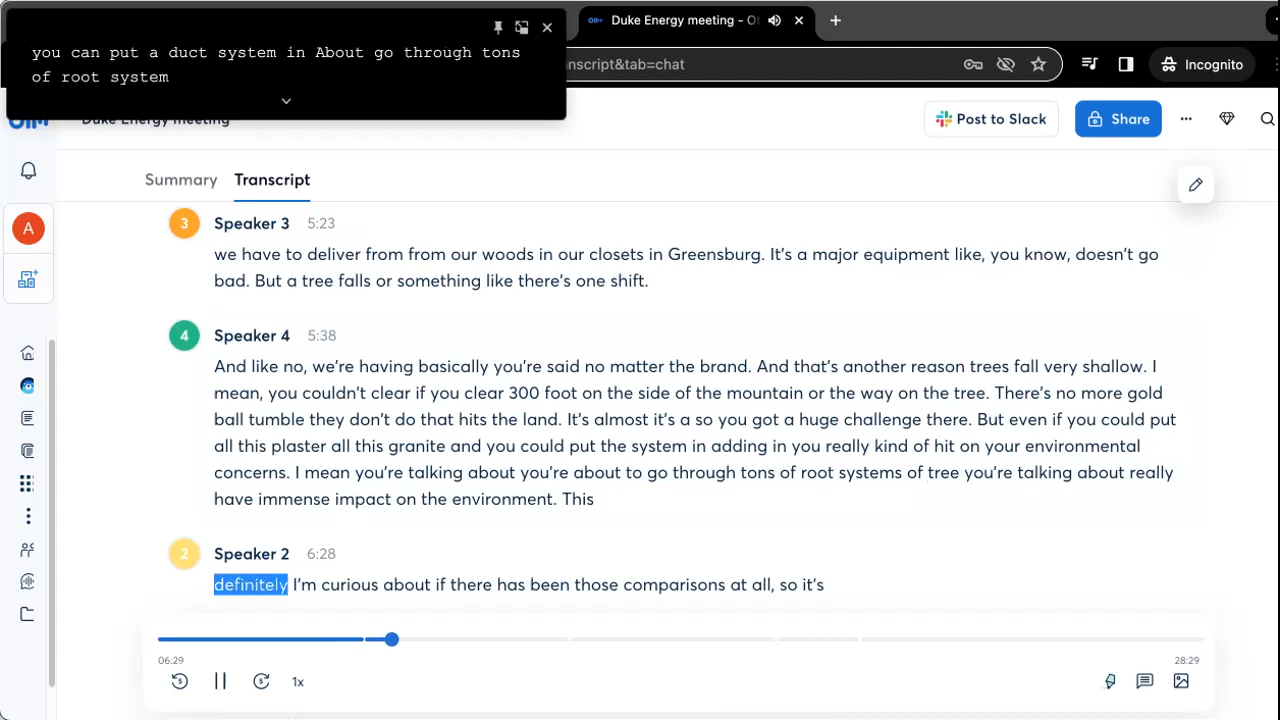 Duke Energy meeting - Ot
you can put a duct system in About go through tons
of root system
nscript&tab=chat
Incognito
Duke Energy meeting
Post to Slack
Share
Summary
Transcript
A
3
Speaker 3
5:23
we have to deliver from from our woods in our closets in Greensburg. It's a major equipment like, you know, doesn't go
bad. But a tree falls or something like there's one shift.
4
Speaker 4
5:38
And like no, we're having basically you're said no matter the brand. And that's another reason trees fall very shallow. I
mean, you couldn't clear if you clear 300 foot on the side of the mountain or the way on the tree. There's no more gold
ball tumble they don't do that hits the land. It's almost it's a so you got a huge challenge there. But even if you could put
all this plaster all this granite and you could put the system in adding in you really kind of hit on your environmental
concerns. I mean you're talking about you're about to go through tons of root systems of tree you're talking about really
have immense impact on the environment. This
2
Speaker 2
6:28
definitely I'm curious about if there has been those comparisons at all, so it's
06:29
28:29
5
5
1x